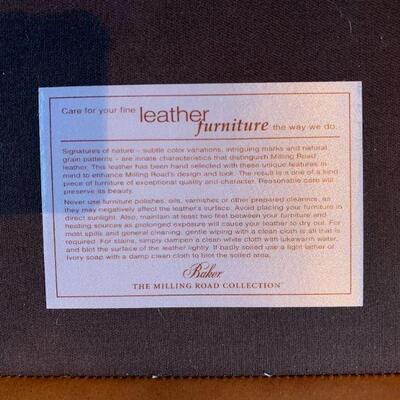 Care for your fine leather furniture the way we do.
Signatures of nature - subtle color variations, intriguing marks and natural
grain patterns - are innate characteristics that distinguish Milling Road
leather. This leather has been hand selected with these unique features in
mind to enhance Milling Road's design and look. The result is a one of a kind
piece of furniture of exceptional quality and character. Reasonable care will
preserve its beauty.
Never use furniture polishes, oils, varnishes or other prepared cleaners, as
they may negatively affect the leather's surface. Avoid placing your furniture in
direct sunlight. Also, maintain at least two feet between your furniture and
heating sources as prolonged exposure will cause your leather to dry out. For
most spills and general cleaning, gentle wiping with a clean cloth is all that is
required. For stains, simply dampen a clean white cloth with lukewarm water,
and blot the surface of the leather lightly. If badly soiled use a light lather of
Ivory soap with a damp clean cloth to blot the soiled area.
Baker
THE MILLING ROAD COLLECTION